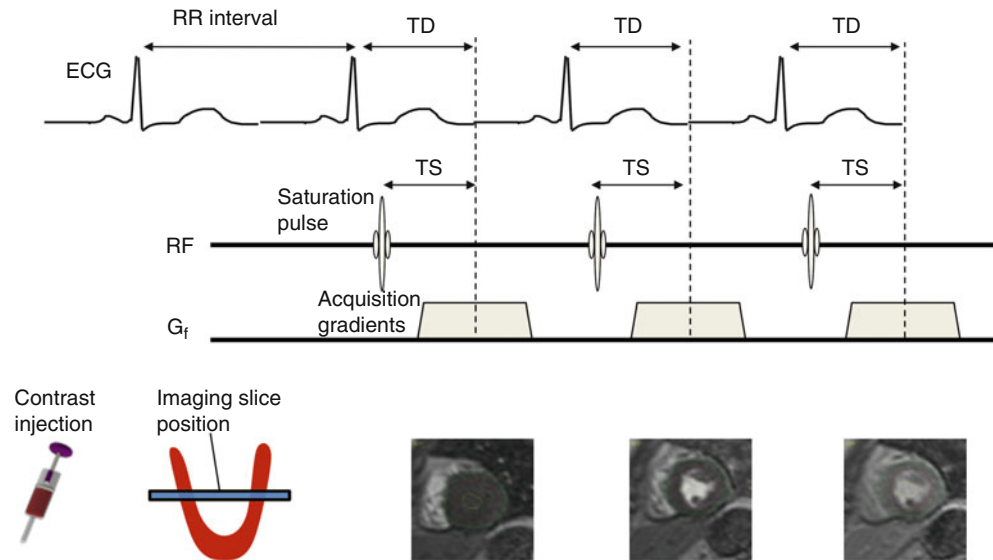 RR interval
TD
TD
TD
ECG
TS
TS
TS
Saturation
pulse
RF
Acquisition
gradients
Gf
Contrast
injection
Imaging slice
position